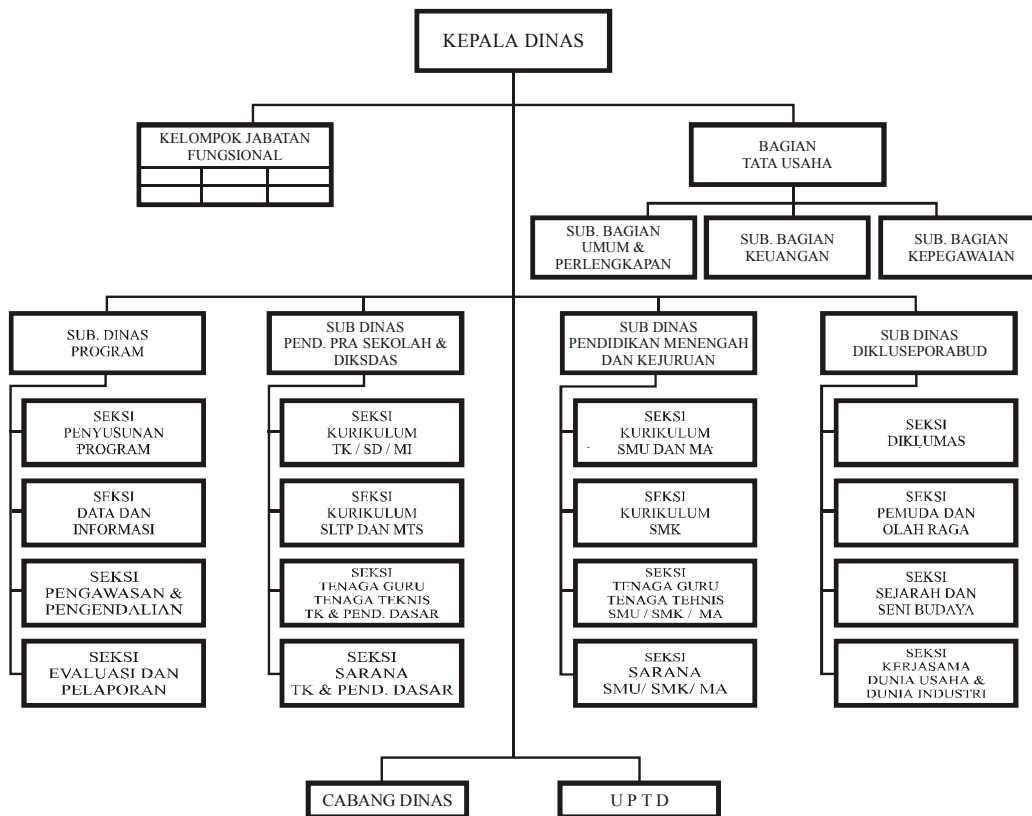 KEPALA DINAS
KELOMPOK JABATAN
FUNGSIONAL
BAGIAN
TATA USAHA
SUB. BAGIAN
UMUM &
PERLENGKAPAN
SUB. BAGIAN
KEUANGAN
SUB. BAGIAN
KEPEGAWAIAN
SUB. DINAS
PROGRAM
SUB DINAS
PEND. PRA SEKOLAH &
DIKSDAS
SUB DINAS
PENDIDIKAN MENENGAH
DAN KEJURUAN
SUB DINAS
DIKLUSEPORABUD
SEKSI
PENYUSUNAN
PROGRAM
SEKSI
KURIKULUM
TK / SD / MI
SEKSI
KURIKULUM
SMU DAN MA
SEKSI
DIKLUMAS
SEKSI
DATA DAN
INFORMASI
SEKSI
KURIKULUM
SLTP DAN MTS
SEKSI
KURIKULUM
SMK
SEKSI
PEMUDA DAN
OLAH RAGA
SEKSI
PENGAWASAN &
PENGENDALIAN
SEKSI
TENAGA GURU
TENAGA TEKNIS
TK & PEND. DASAR
SEKSI
TENAGA GURU
TENAGA TEHNIS
SMU / SMK / MA
SEKSI
SEJARAH DAN
SENI BUDAYA
SEKSI
EVALUASI DAN
PELAPORAN
SEKSI
SARANA
TK & PEND. DASAR
SEKSI
SARANA
SMU/ SMK/ MA
SEKSI
KERJASAMA
DUNIA USAHA &
DUNIA INDUSTRI
CABANG DINAS
U P T D